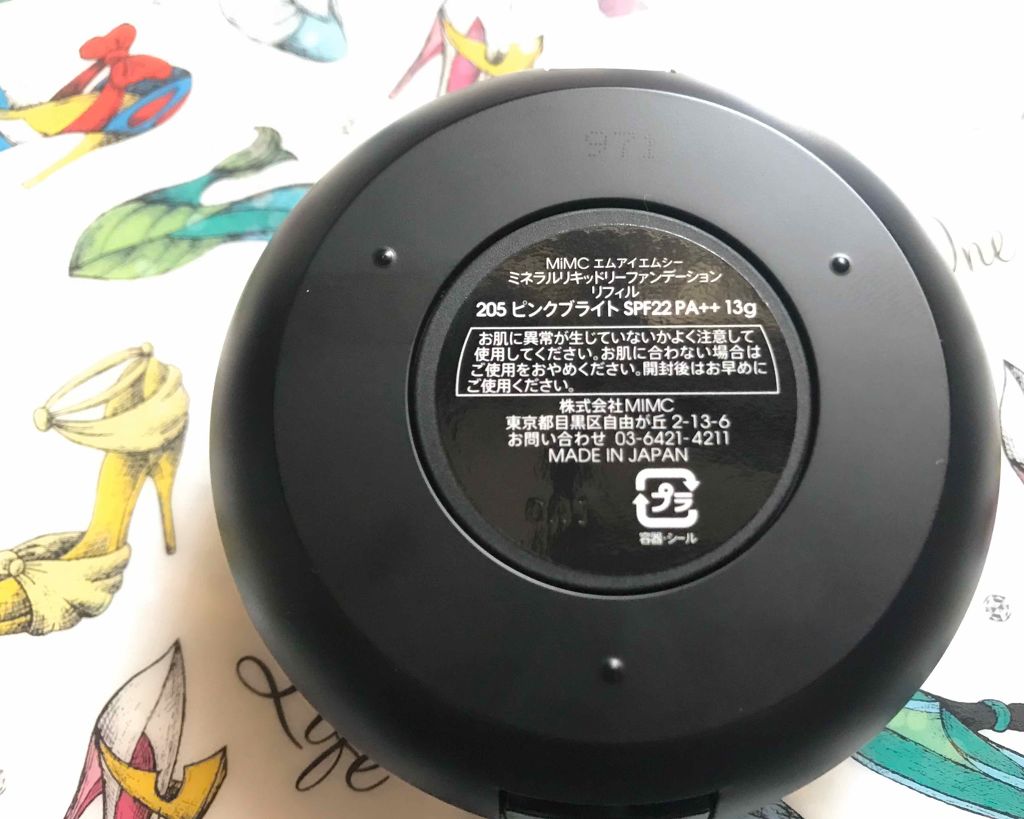 971
MiMC エムアイエムシー
ミネラルリキッドリーファンデーション
リフィル
205 ピンクブライト SPF22 PA++ 13g
お肌に異常が生じていないかよく注意して
使用してください。お肌に合わない場合は
ご使用をおやめください。開封後はお早めに
ご使用ください。
株式会社MIMC
東京都目黒区自由が丘 2-13-6
お問い合わせ 03-6421-4211
MADE IN JAPAN
プラ
容器・シール
One
Life